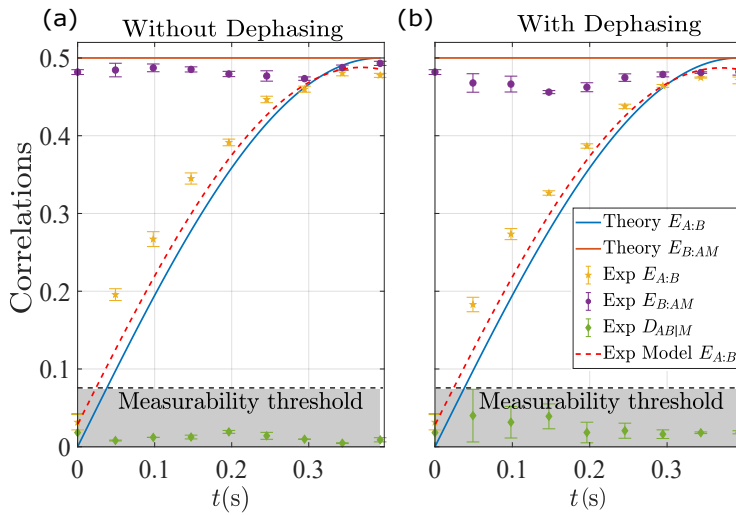 (a)
Without Dephasing
(b)
With Dephasing
Correlations
0.5
0.5
0.3
0.2
0.1
0
0
0.1
0.2
0.3
t(s)
Measurability threshold
0
0.1
0.2
0.3
t(s)
Measurability threshold
Theory E_{A:B}
Theory E_{B:AM}
Exp E_{A:B}
Exp E_{B:AM}
Exp D_{AB|M}
Exp Model E_{A:B}